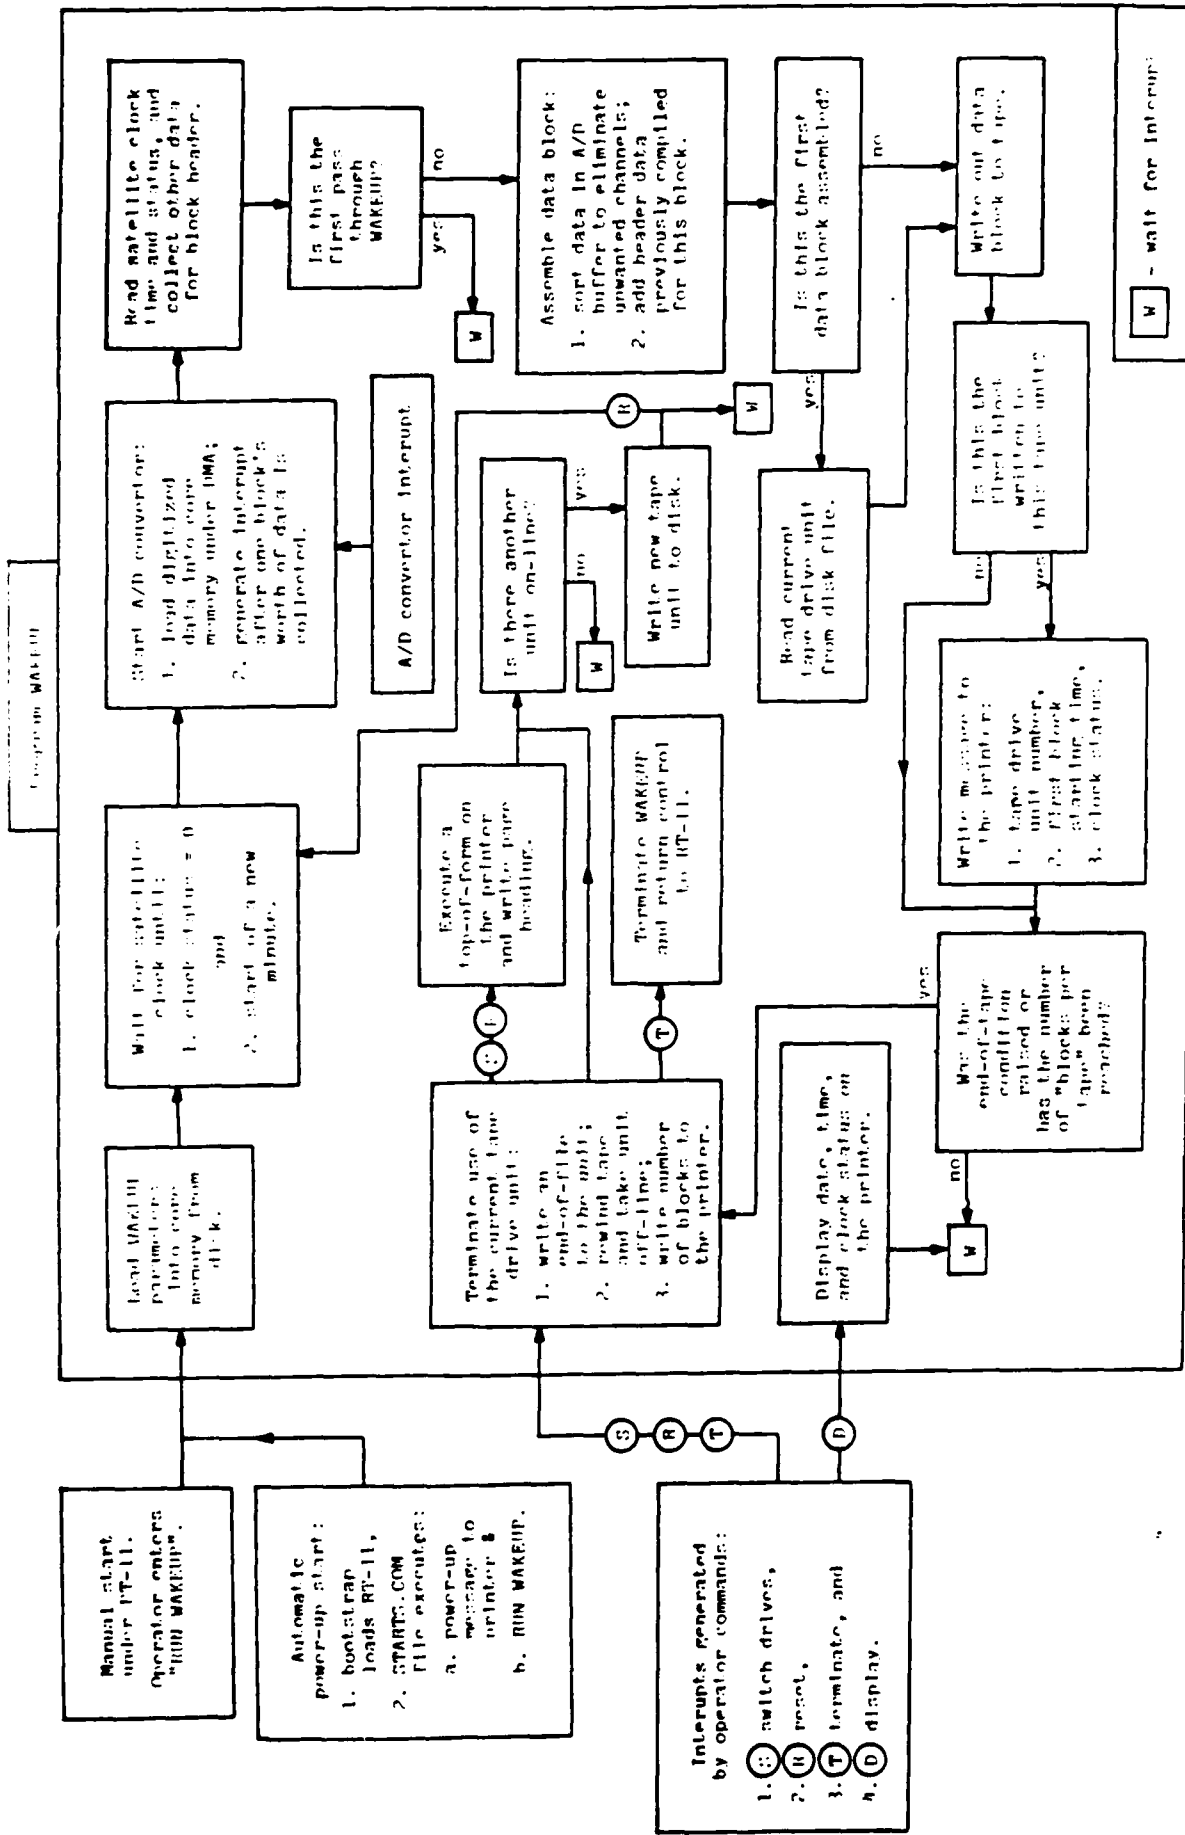 Program WAKEUP
Manual start
under RT-11.
Operator enters
"RUN WAKEUP".
Automatic
power-up start:
1. bootstrap
loads RT-11,
2. STARTS.COM
file executes:
a. power-up
message to
printer &
b. RUN WAKEUP.
Interupts generated
by operator commands:
1. S switch drives,
2. R reset,
3. T terminate, and
4. D display.
S
R
T
D
Load WAKEUP
parameters
into core
memory from
disk.
Wait for satellite
clock until:
1. clock status = 0
and
2. start of a new
minute.
Start A/D convertor:
1. load digitized
data into core
memory under DMA;
2. generate interupt
after one block's
worth of data is
collected.
A/D convertor interupt
Read satellite clock
time and status, and
collect other data
for block header.
Is this the
first pass
through
WAKEUP?
yes
no
W
Assemble data block:
1. sort data in A/D
buffer to eliminate
unwanted channels;
2. add header data
previously compiled
for this block.
Is this the first
data block assembled?
yes
no
Read current
tape drive unit
from disk file.
Write out data
block to tape.
Is this the
first block
written to
this tape unit?
no
yes
Write message to
the printer:
1. tape drive
unit number,
2. first block
starting time,
3. clock status.
Was the
end-of-tape
condition
raised or
has the number
of "blocks per
tape" been
reached?
yes
no
W
Terminate use of
the current tape
drive unit:
1. write an
end-of-file
to the unit;
2. rewind tape
and take unit
off-line;
3. write number
of blocks to
the printer.
S
R
T
Execute a
top-of-form on
the printer
and write page
heading.
Terminate WAKEUP
and return control
to RT-11.
Is there another
unit on-line?
no
yes
W
Write new tape
unit to disk.
R
W
Display date, time,
and clock status on
the printer.
W - wait for interup